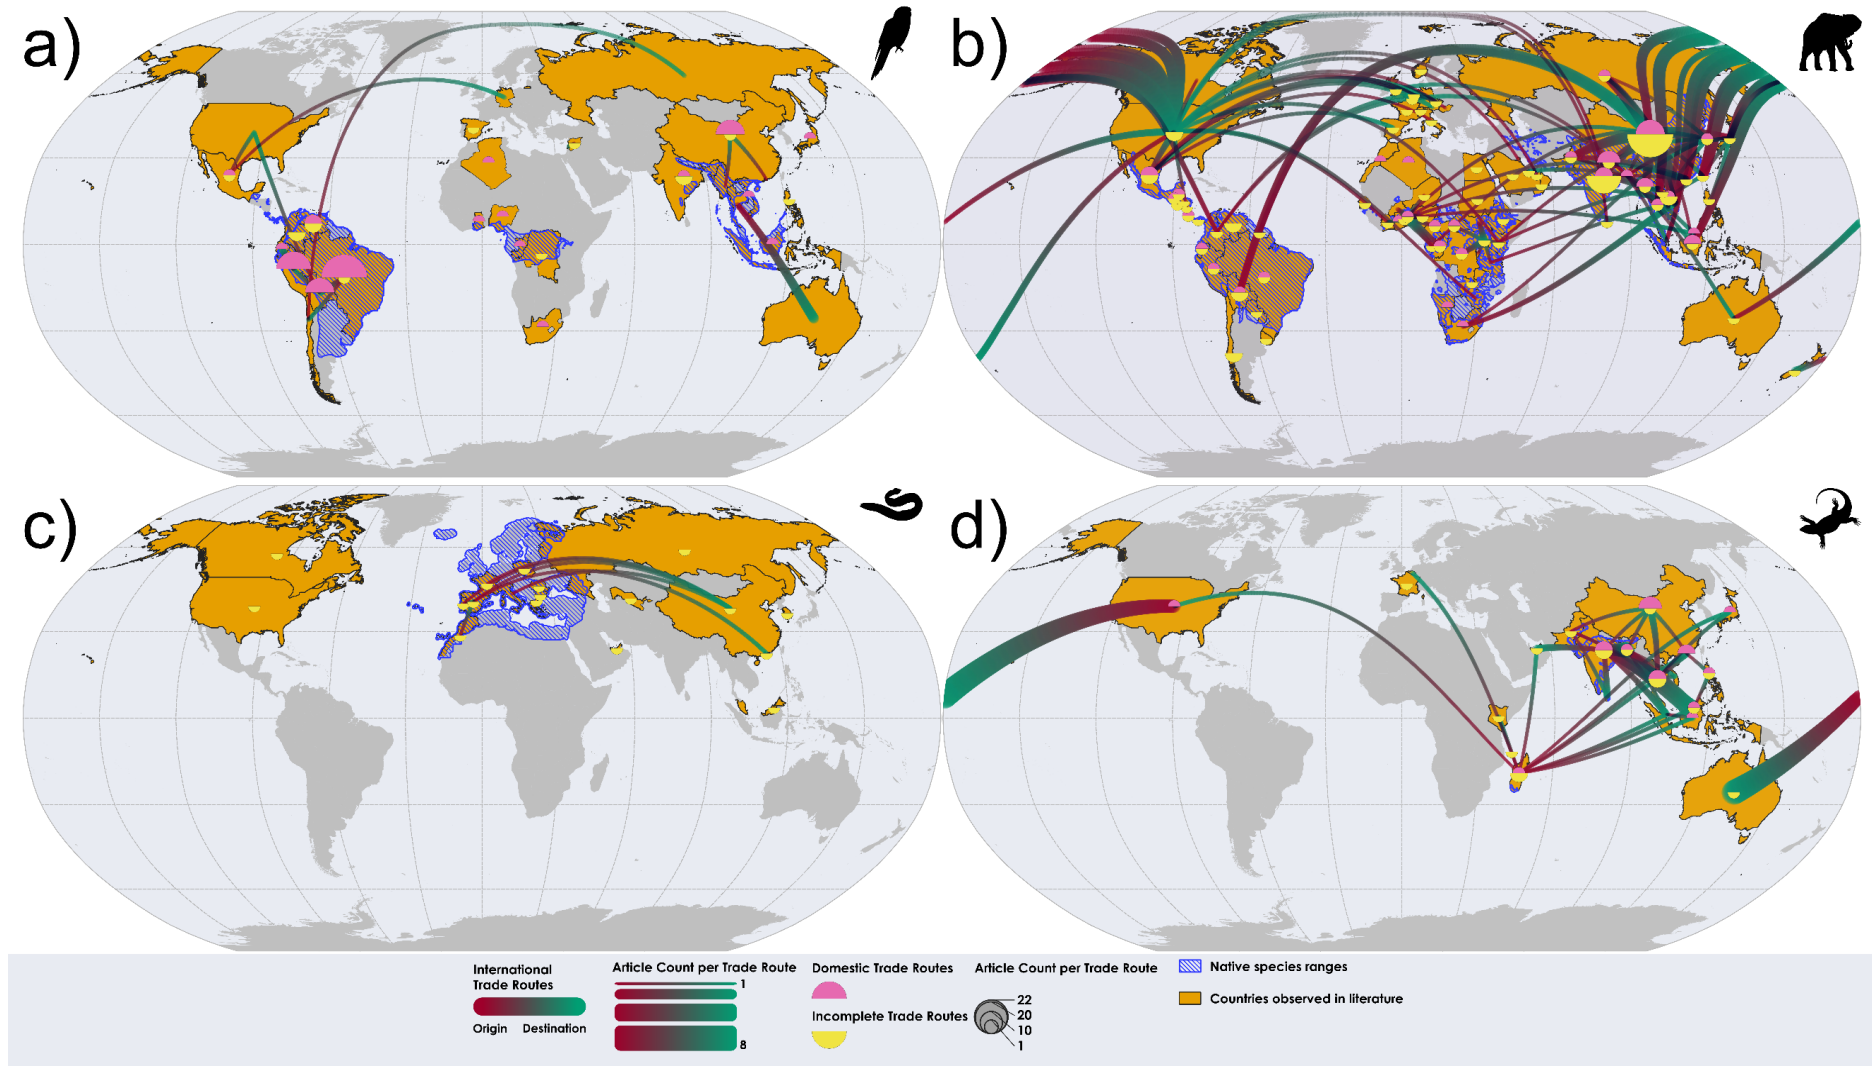 a)
b)
c)
d)
International
Trade Routes
Origin Destination
Article Count per Trade Route
1
8
Domestic Trade Routes
Incomplete Trade Routes
Article Count per Trade Route
22
20
10
1
Native species ranges
Countries observed in literature